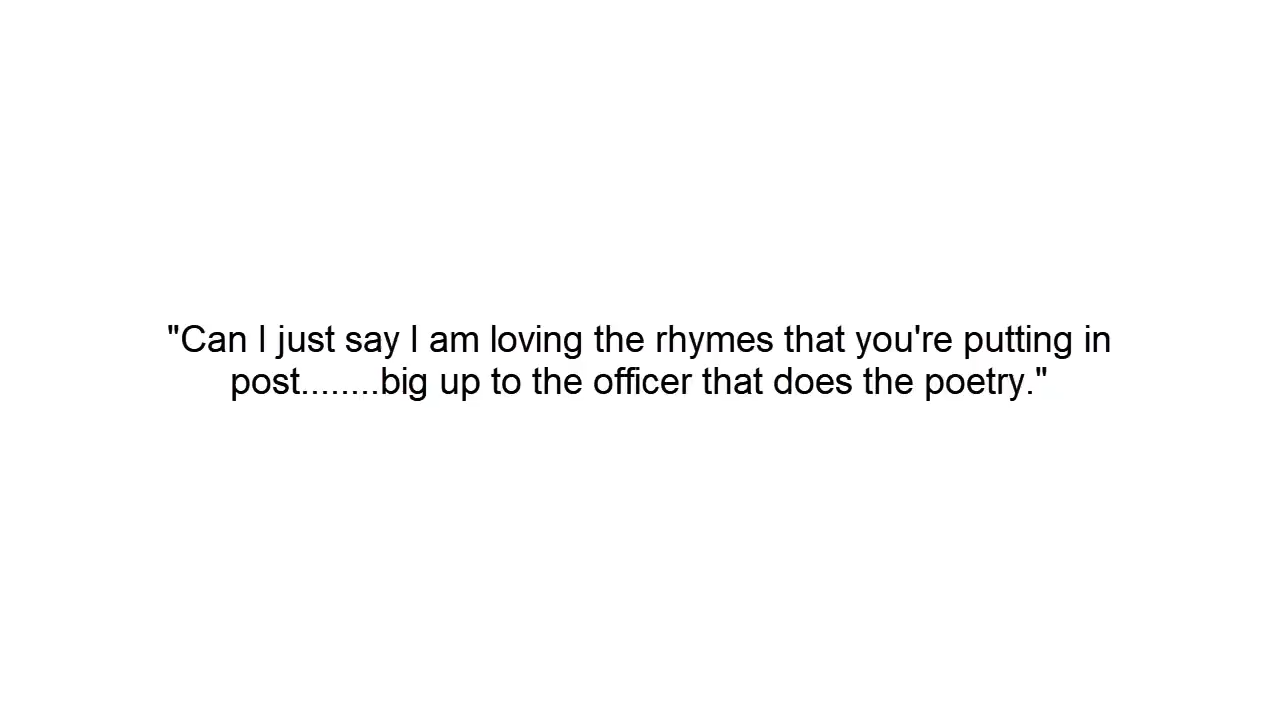 "Can I just say I am loving the rhymes that you're putting in
post........big up to the officer that does the poetry."